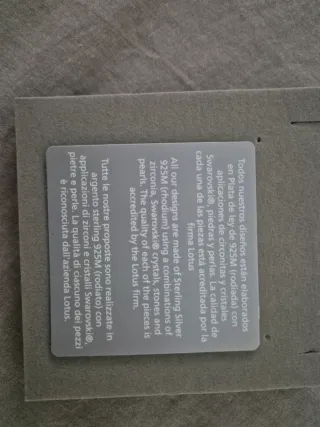 Todos nuestros diseños están elaborados
en Plata de ley de 925M (rodiada) con
aplicaciones de circonitas y cristales
Swarovski®, piedras y perlas. La calidad de
cada una de las piezas está acreditada por la
firma Lotus
All our designs are made of Sterling Silver
925M (rhodium) using a combinations of
zirconia, Swarovski® crystals, stones and
pearls. The quality of each of the pieces is
accredited by the Lotus firm.
Tutte le nostre proposte sono realizzate in
argento sterling 925M (rodiato) con
applicazioni di zirconi e cristalli Swarovski®,
pietre e perle. La qualità di ciascuno dei pezzi
è riconosciuta dall'azienda Lotus.